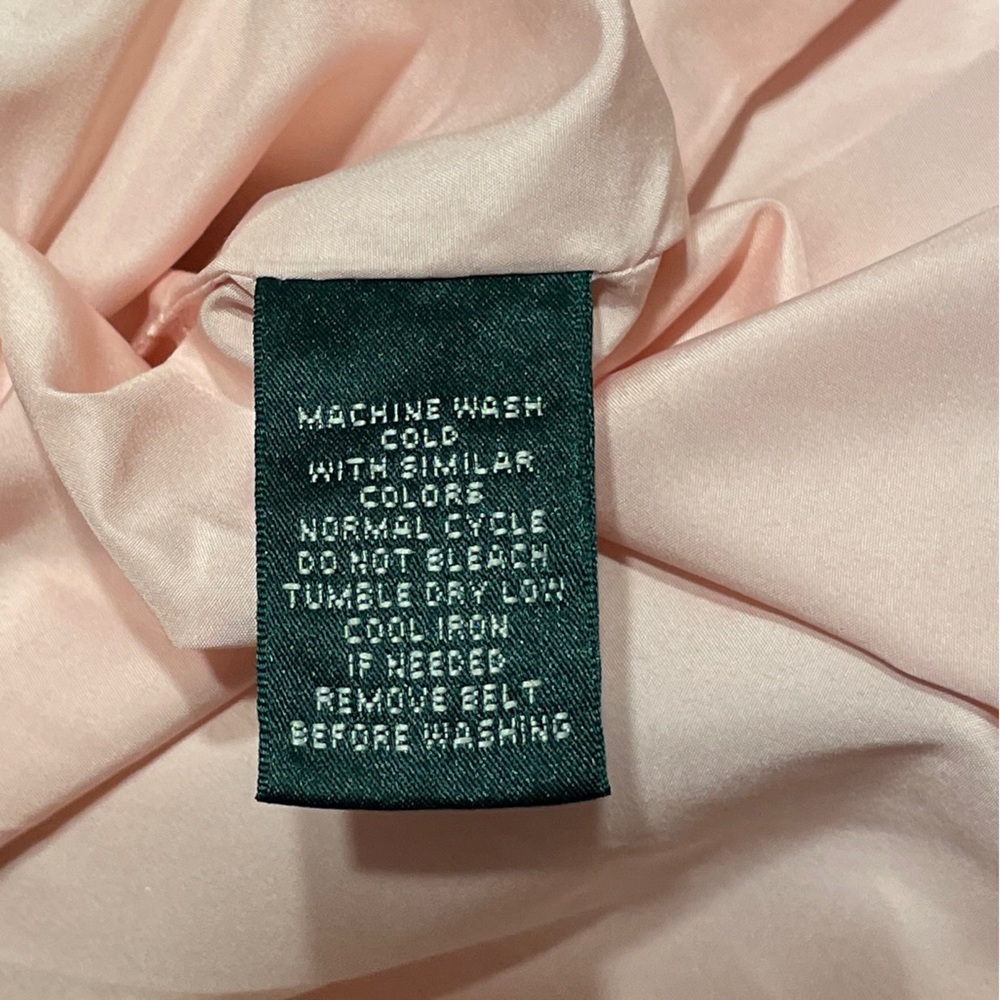 MACHINE WASH
COLD
WITH SIMILAR
COLORS
NORMAL CYCLE
DO NOT BLEACH
TUMBLE DRY LOW
COOL IRON
IF NEEDED
REMOVE BELT
BEFORE WASHING